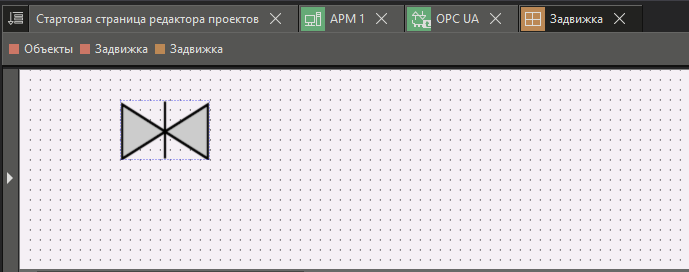 Стартовая страница редактора проектов АРМ 1 OPC UA Задвижка
Объекты Задвижка Задвижка